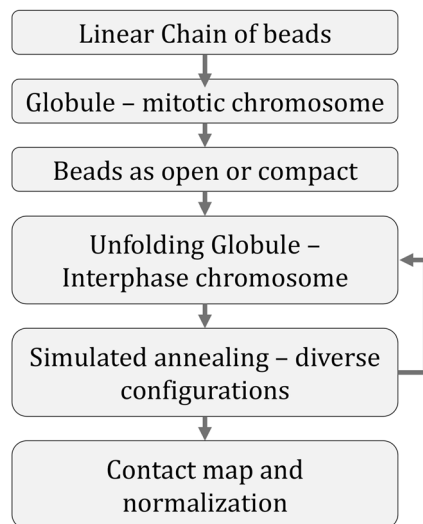 Linear Chain of beads
Globule – mitotic chromosome
Beads as open or compact
Unfolding Globule –
Interphase chromosome
Simulated annealing – diverse
configurations
Contact map and
normalization